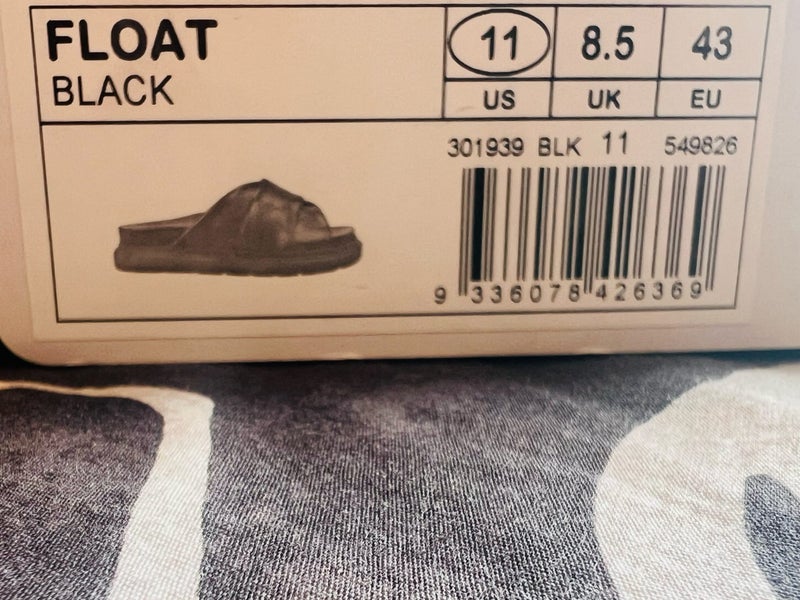 FLOAT
BLACK
11 8.5 43
US UK EU
301939 BLK 11 549826
9 336078 426369